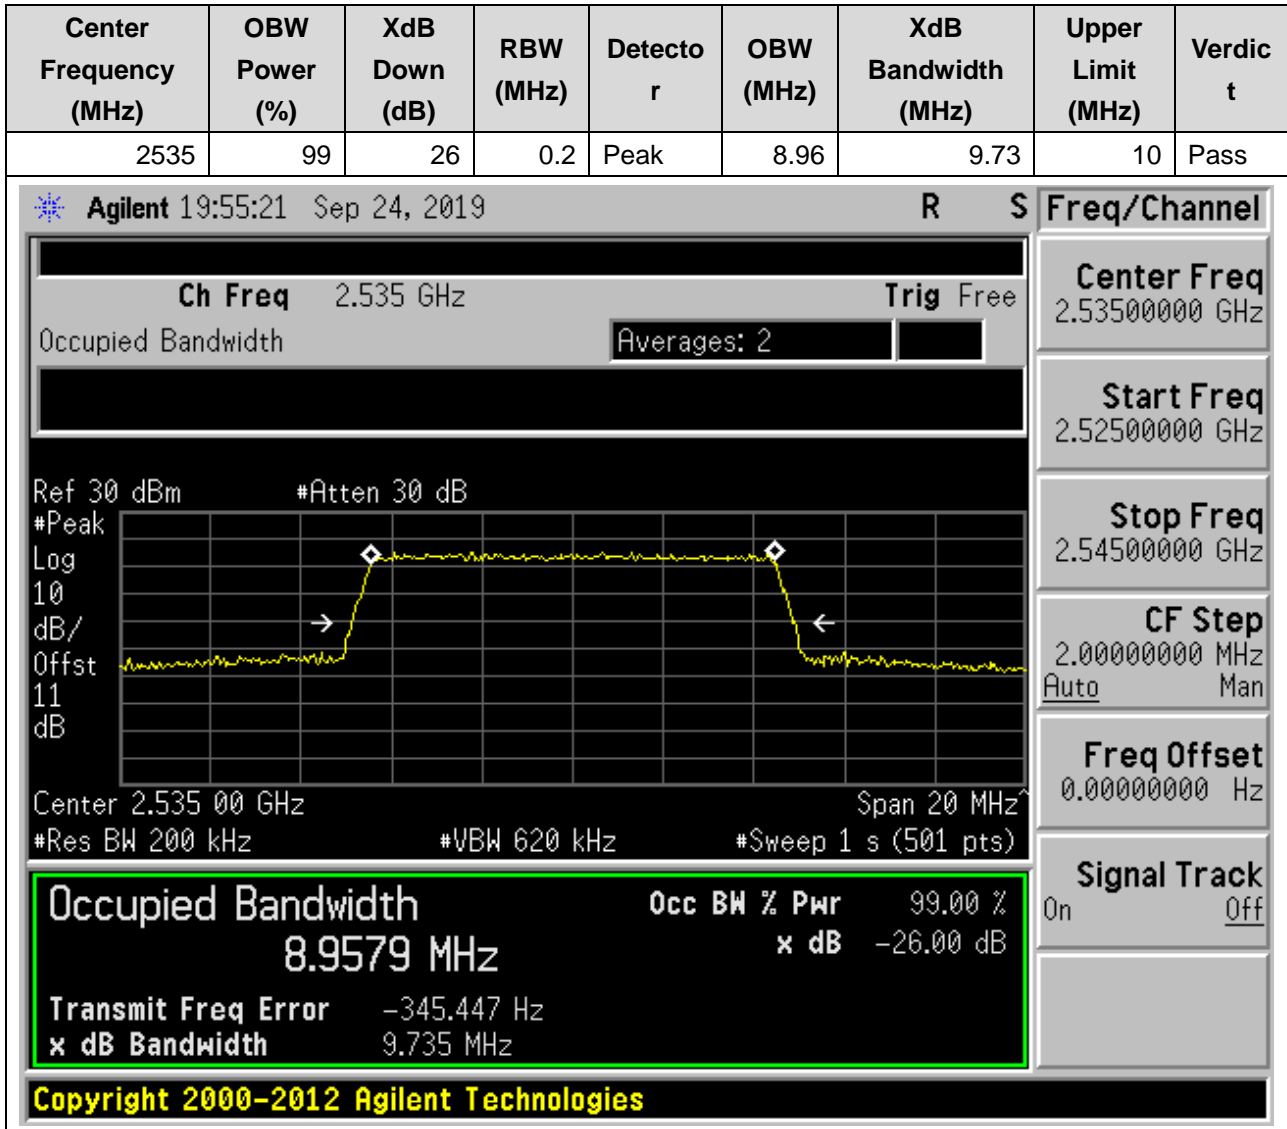 Center Frequency (MHz) OBW Power (%) XdB Down (dB) RBW (MHz) Detecto r OBW (MHz) XdB Bandwidth (MHz) Upper Limit (MHz) Verdic t
2535 99 26 0.2 Peak 8.96 9.73 10 Pass
Agilent 19:55:21 Sep 24, 2019 R S
Freq/Channel
Ch Freq 2.535 GHz Trig Free
Occupied Bandwidth Averages: 2
Center Freq
2.53500000 GHz
Start Freq
2.52500000 GHz
Stop Freq
2.54500000 GHz
CF Step
2.00000000 MHz
Auto Man
Freq Offset
0.00000000 Hz
Signal Track
On Off
Ref 30 dBm #Atten 30 dB
#Peak
Log
10
dB/
Offst
11
dB
Center 2.535 00 GHz Span 20 MHz^
#Res BW 200 kHz #VBW 620 kHz #Sweep 1 s (501 pts)
Occupied Bandwidth Occ BW % Pwr 99.00 %
8.9579 MHz x dB -26.00 dB
Transmit Freq Error -345.447 Hz
x dB Bandwidth 9.735 MHz
Copyright 2000-2012 Agilent Technologies